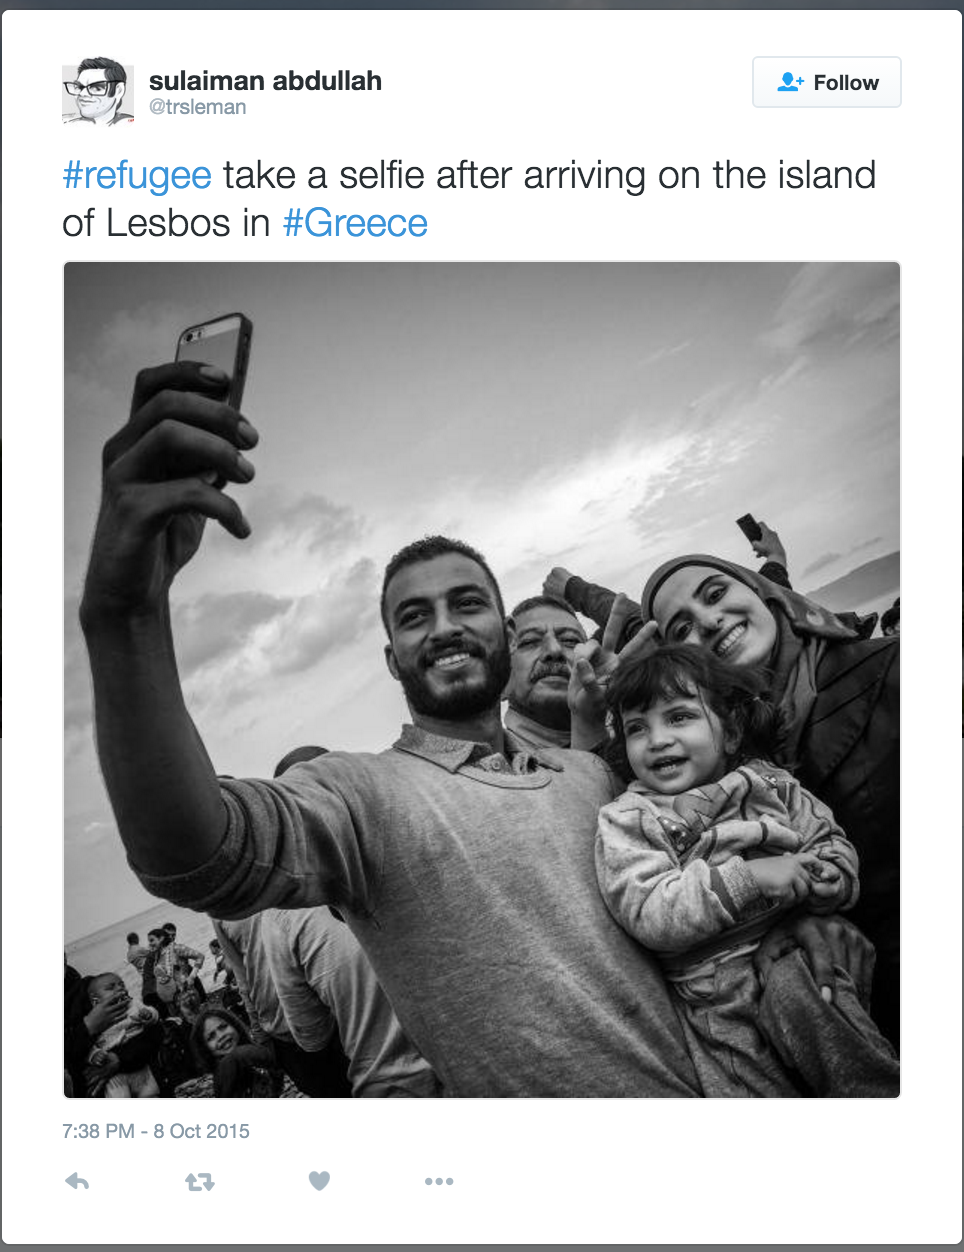 sulaiman abdullah
@trsleman
Follow
#refugee take a selfie after arriving on the island
of Lesbos in #Greece
7:38 PM - 8 Oct 2015